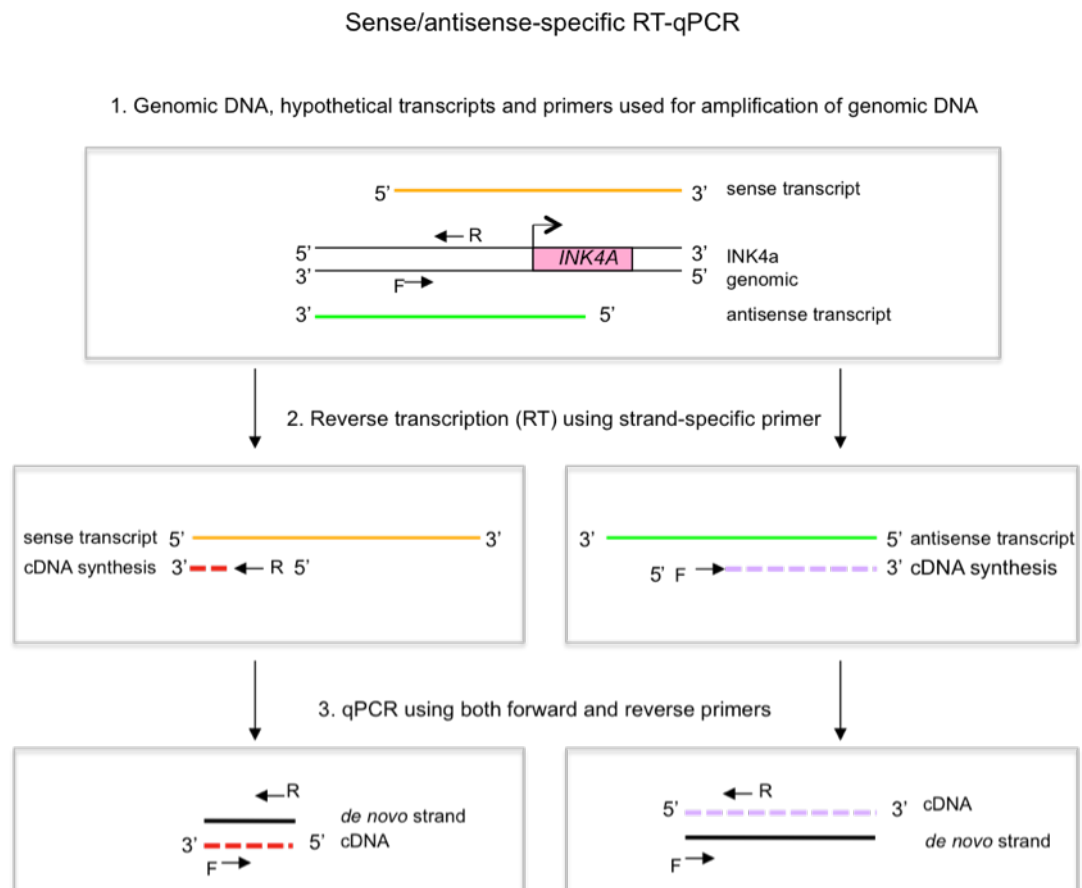 Sense/antisense-specific RT-qPCR
1. Genomic DNA, hypothetical transcripts and primers used for amplification of genomic DNA
5’ 3’ sense transcript
R
5’ INK4A 3’ INK4a
3’ 5’ genomic
F
3’ 5’ antisense transcript
2. Reverse transcription (RT) using strand-specific primer
sense transcript 5’ 3’
cDNA synthesis 3’ R 5’
3’ 5’ antisense transcript
5’ F 3’ cDNA synthesis
3. qPCR using both forward and reverse primers
R
de novo strand
3’ 5’ cDNA
F
R
5’ 3’ cDNA
de novo strand
F